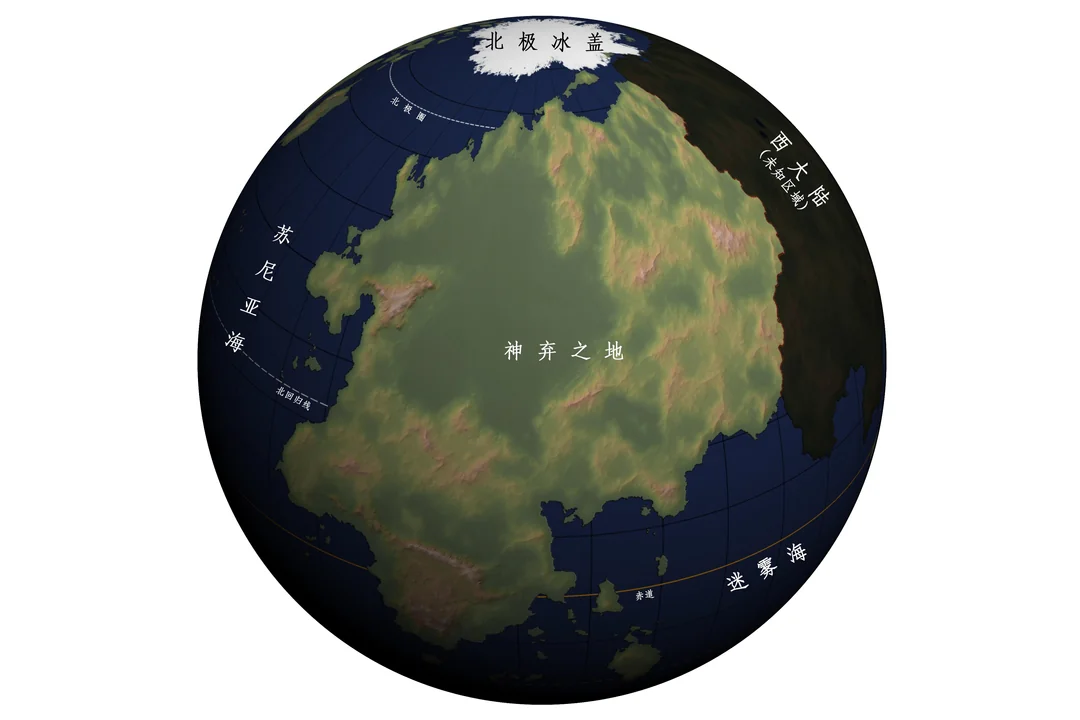 北极冰盖
北极圈
西大陆
(未知区域)
苏尼亚海
神弃之地
北回归线
迷雾海
赤道